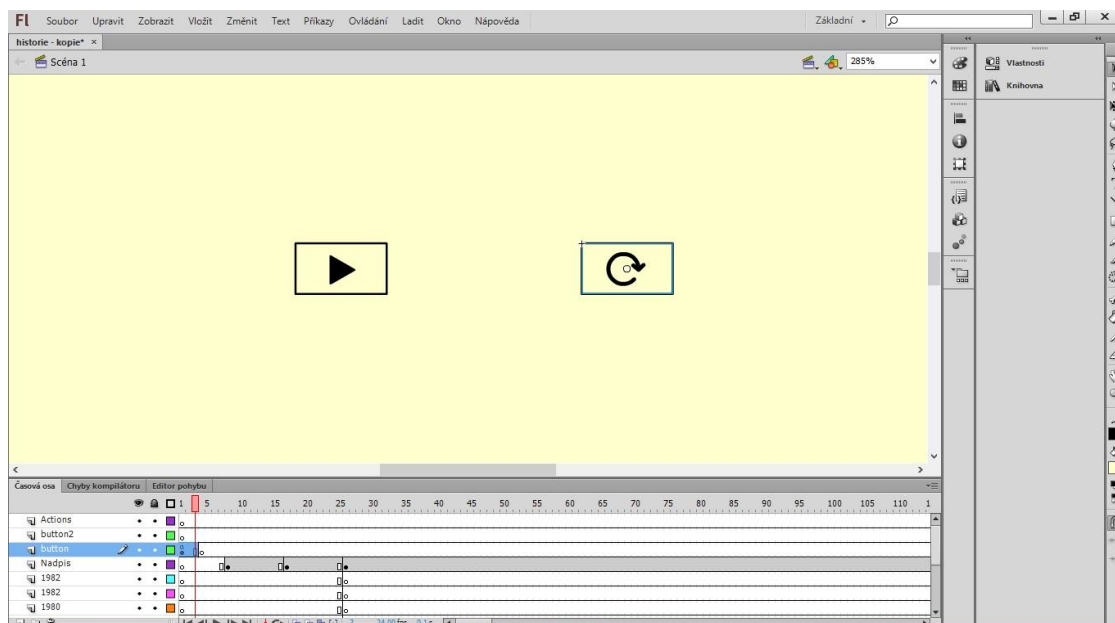 Fl Soubor Upravit Zobrazit Vložit Změnit Text Příkazy Ovládání Ladit Okno Nápověda Základní
historie - kopie* ×
Scéna 1 285%
Vlastnosti
Knihovna
Časová osa Chyby kompilátoru Editor pohybu
1 5 10 15 20 25 30 35 40 45 50 55 60 65 70 75 80 85 90 95 100 105 110 1
Actions
button2
button
Nadpis
1982
1982
1980